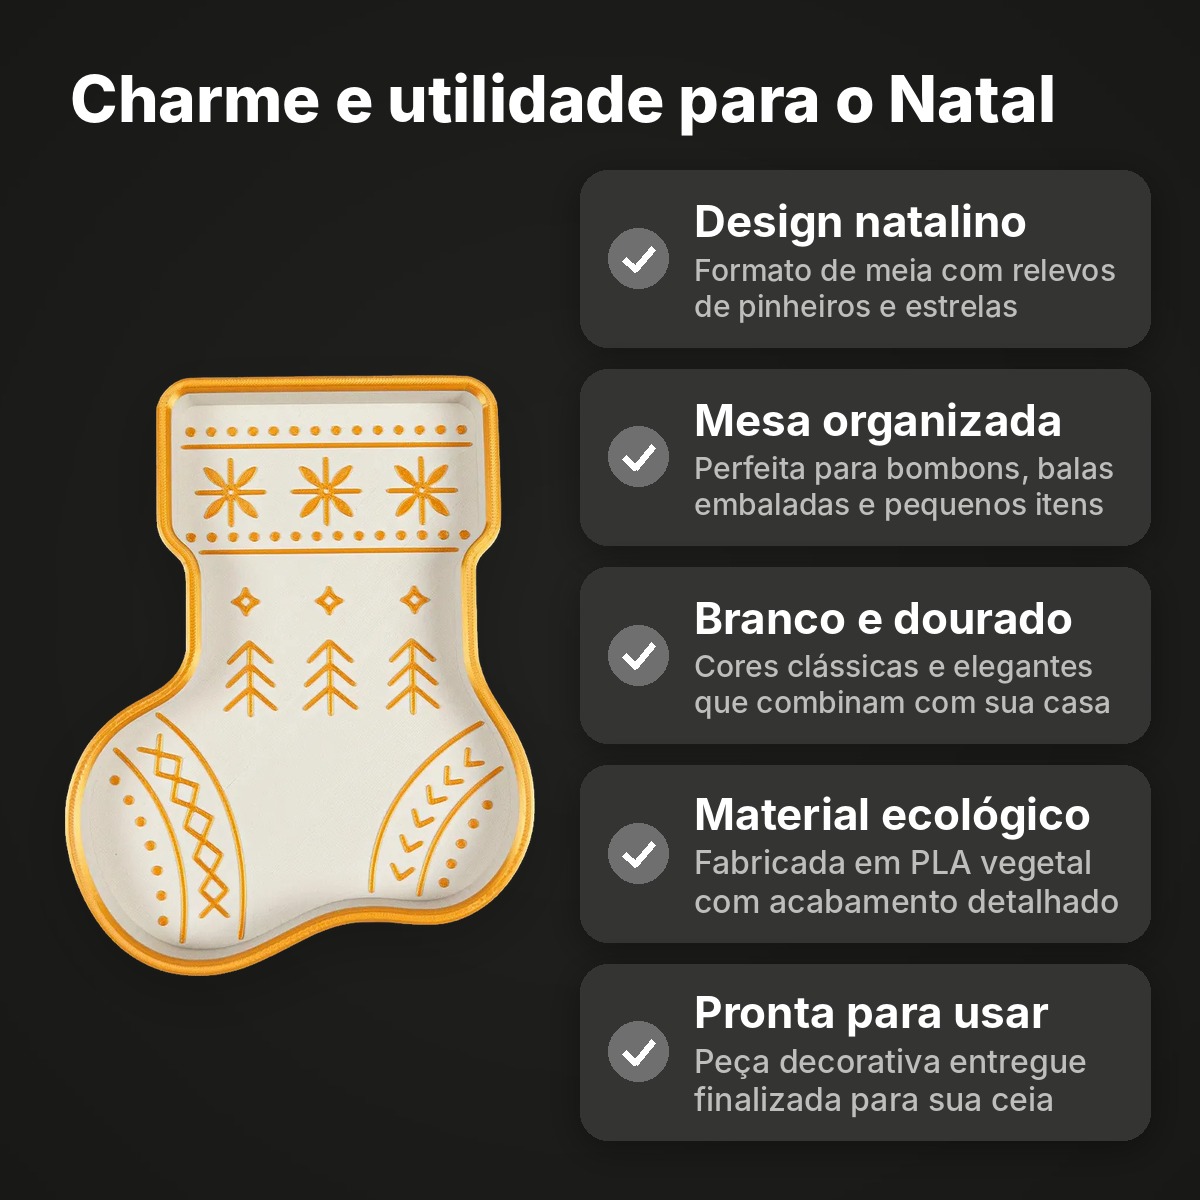 Charme e utilidade para o Natal
Design natalino
Formato de meia com relevos
de pinheiros e estrelas
Mesa organizada
Perfeita para bombons, balas
embaladas e pequenos itens
Branco e dourado
Cores clássicas e elegantes
que combinam com sua casa
Material ecológico
Fabricada em PLA vegetal
com acabamento detalhado
Pronta para usar
Peça decorativa entregue
finalizada para sua ceia